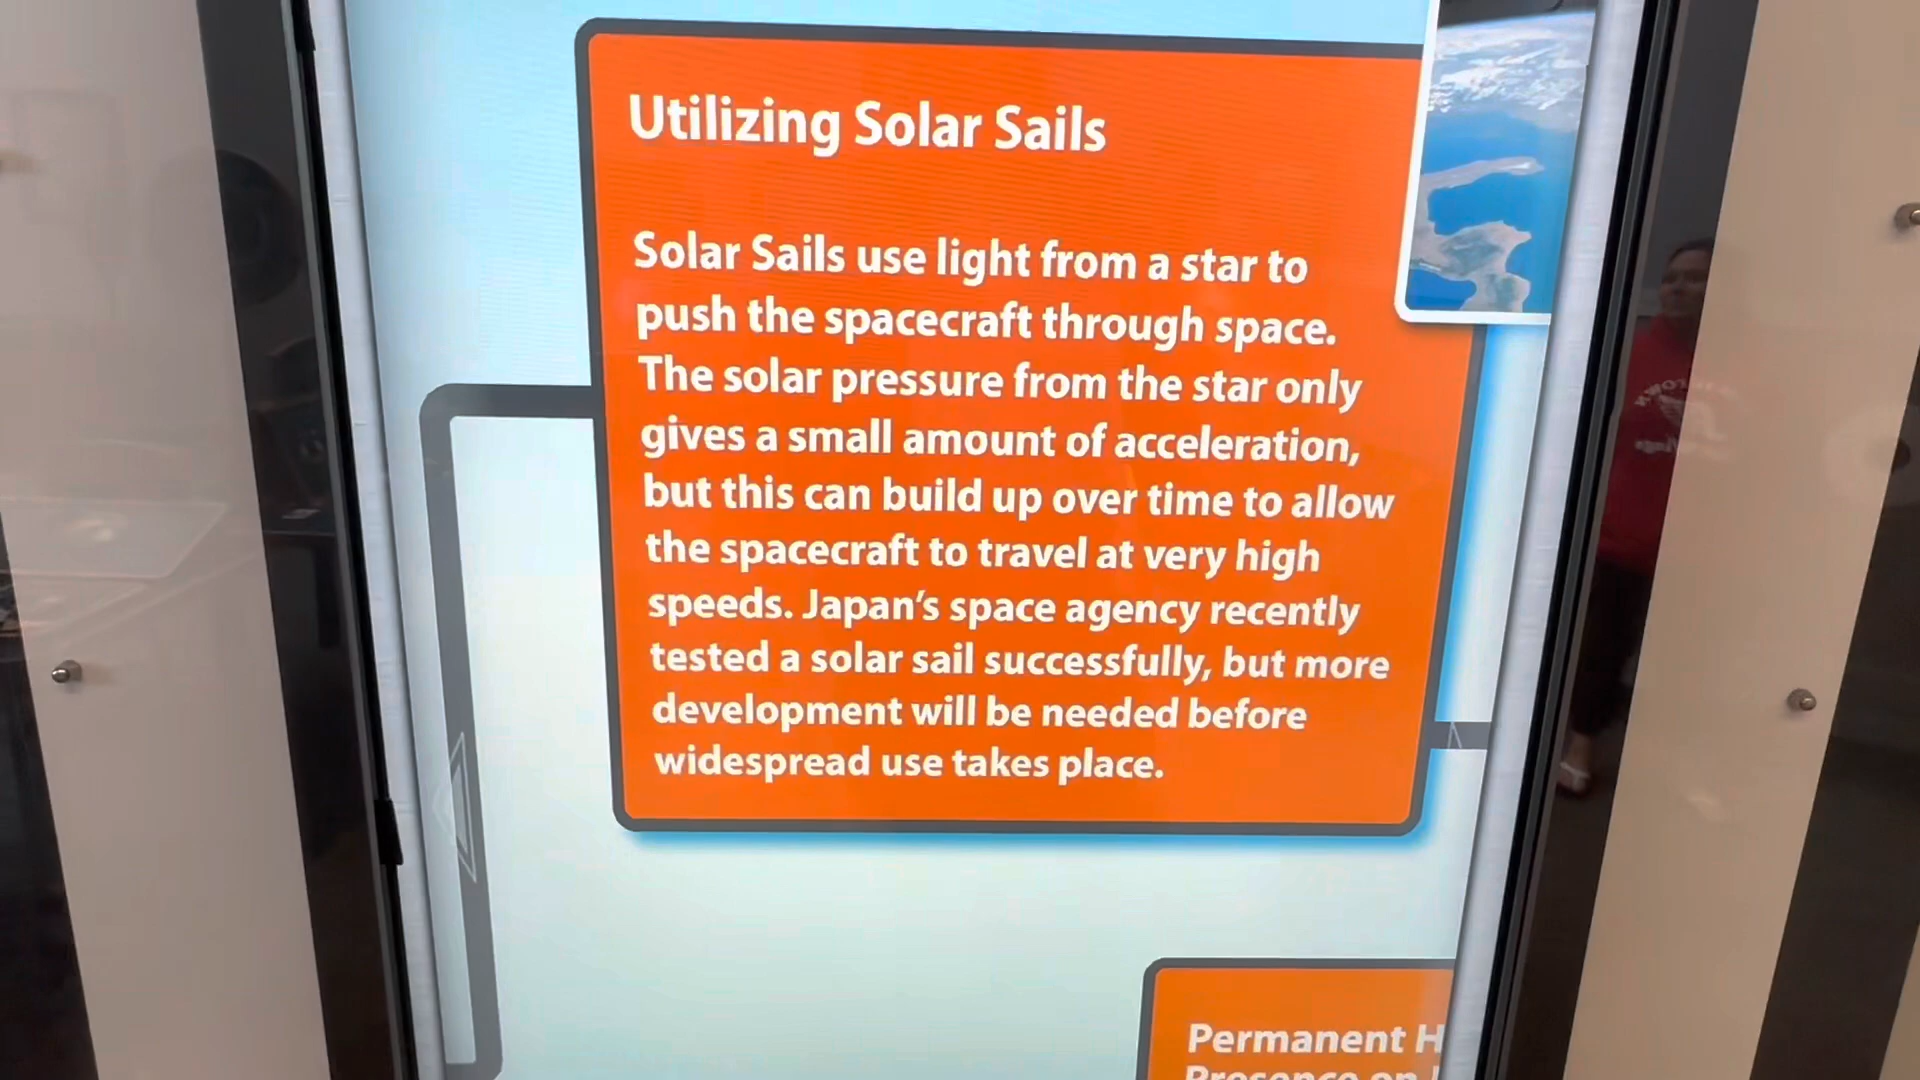 Utilizing Solar Sails
Solar Sails use light from a star to
push the spacecraft through space.
The solar pressure from the star only
gives a small amount of acceleration,
but this can build up over time to allow
the spacecraft to travel at very high
speeds. Japan's space agency recently
tested a solar sail successfully, but more
development will be needed before
widespread use takes place.
Permanent H
Presence on